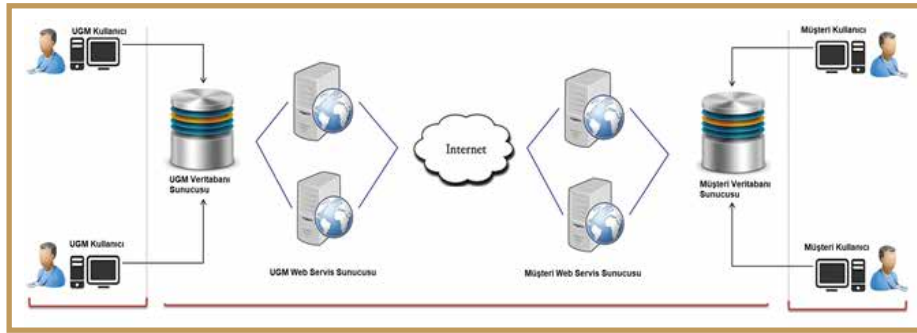 UGM Kullanıcı
Müşteri Kullanıcı
Internet
UGM Veritabanı
Sunucusu
Müşteri Veritabanı
Sunucusu
UGM Kullanıcı
Müşteri Kullanıcı
UGM Web Servis Sunucusu
Müşteri Web Servis Sunucusu